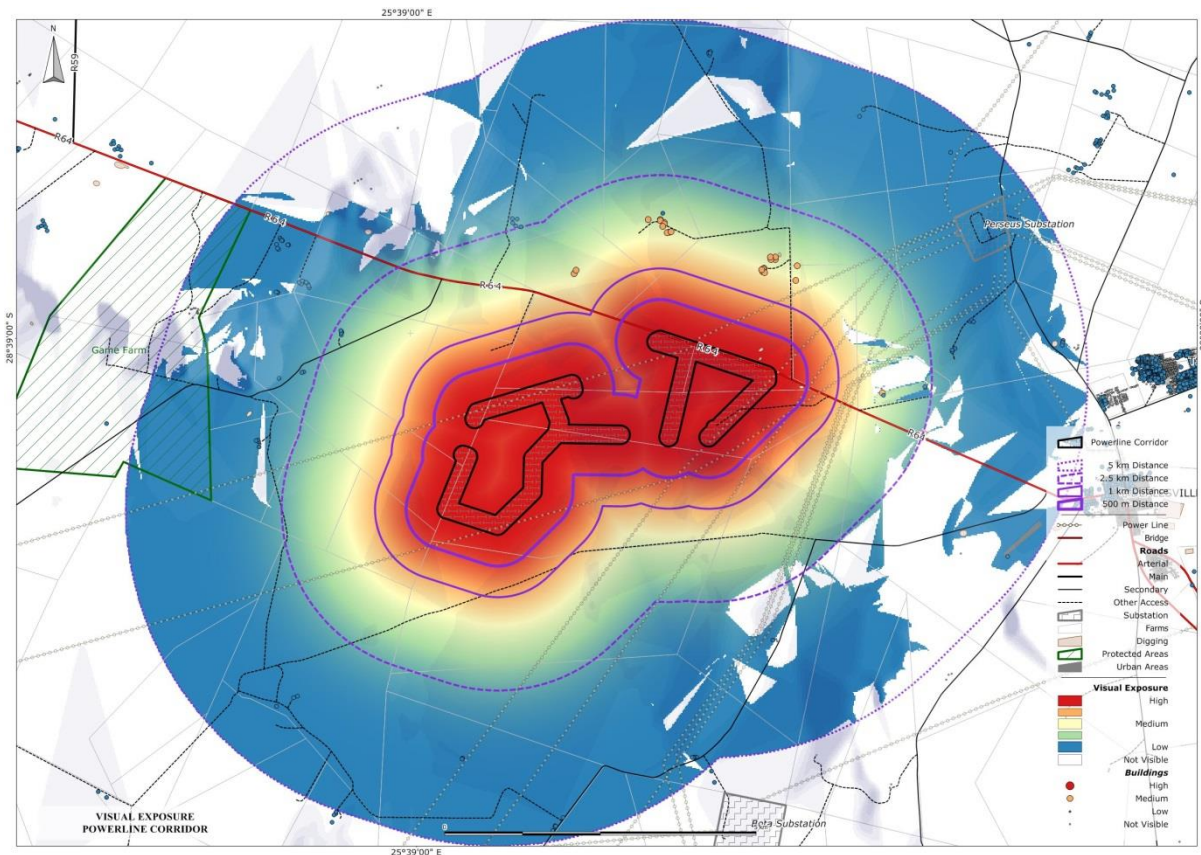 25°39'00" E
N
R59
R64
R64
R64
R64
R64
Perseus Substation
Game Farm
28°39'00" S
Powerline Corridor
5 km Distance
2.5 km Distance
1 km Distance
500 m Distance
Power Line
Bridge
Roads
Arterial
Main
Secondary
Other Access
Substation
Farms
Digging
Protected Areas
Urban Areas
Visual Exposure
High
Medium
Low
Not Visible
Buildings
High
Medium
Low
Not Visible
VISUAL EXPOSURE
POWERLINE CORRIDOR
0
Beta Substation
25°39'00" E